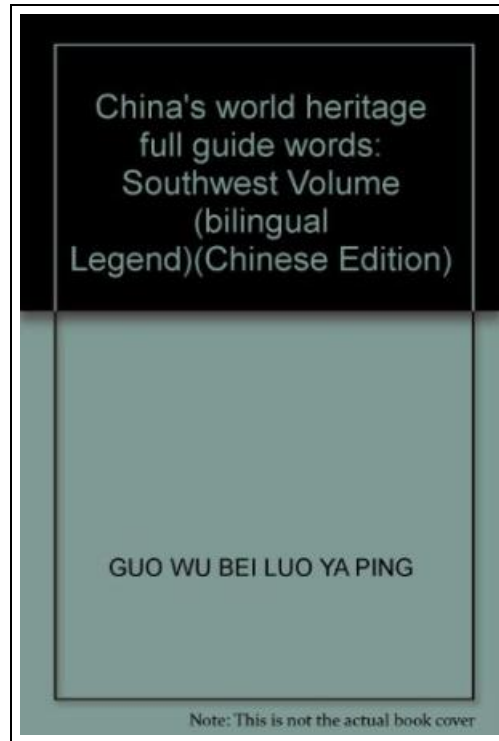 China's world heritage
full guide words:
Southwest Volume
(bilingual
Legend)(Chinese Edition)
GUO WU BEI LUO YA PING
Note: This is not the actual book cover